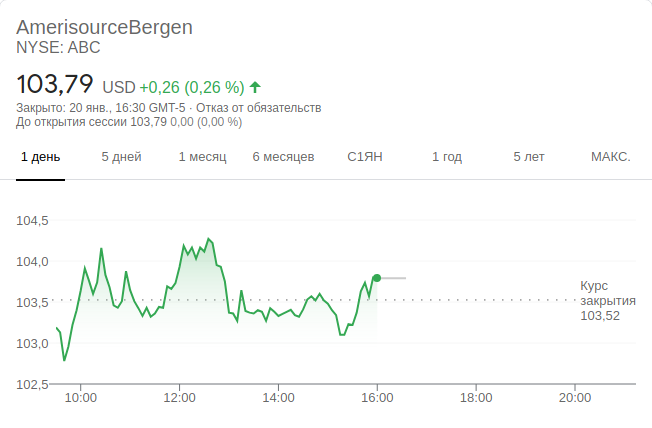 AmerisourceBergen
NYSE: ABC
103,79 USD +0,26 (0,26 %)
Закрыто: 20 янв., 16:30 GMT-5 · Отказ от обязательств
До открытия сессии 103,79 0,00 (0,00 %)
1 день 5 дней 1 месяц 6 месяцев С1ЯН 1 год 5 лет МАКС.
104,5
104,0
103,5
103,0
102,5
Курс
закрытия
103,52
10:00 12:00 14:00 16:00 18:00 20:00